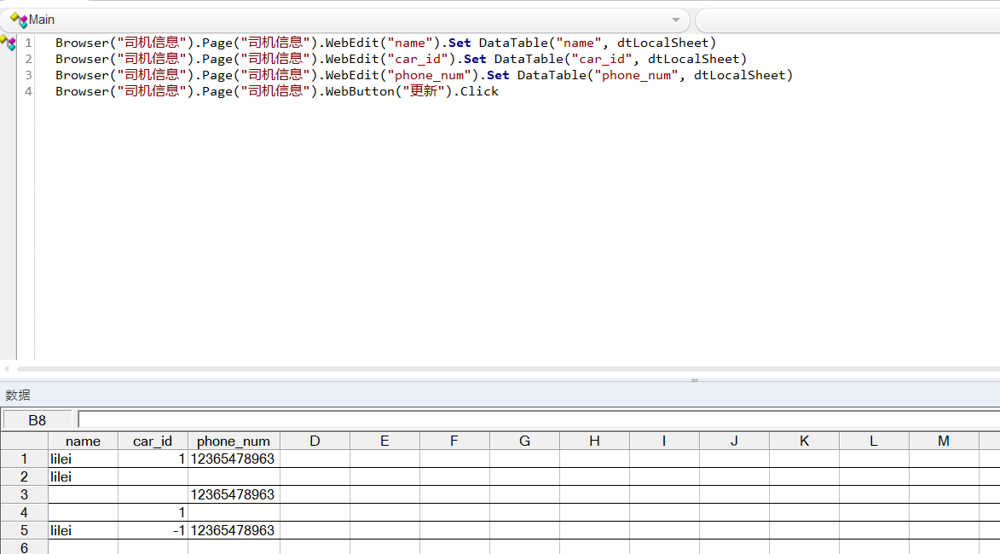 Main
1 Browser("司机信息").Page("司机信息").WebEdit("name").Set DataTable("name", dtLocalSheet)
2 Browser("司机信息").Page("司机信息").WebEdit("car_id").Set DataTable("car_id", dtLocalSheet)
3 Browser("司机信息").Page("司机信息").WebEdit("phone_num").Set DataTable("phone_num", dtLocalSheet)
4 Browser("司机信息").Page("司机信息").WebButton("更新").Click
数据
B8
name car_id phone_num D E F G H I J K L M
1 lilei 1 12365478963
2 lilei
3 12365478963
4 1
5 lilei -1 12365478963
6